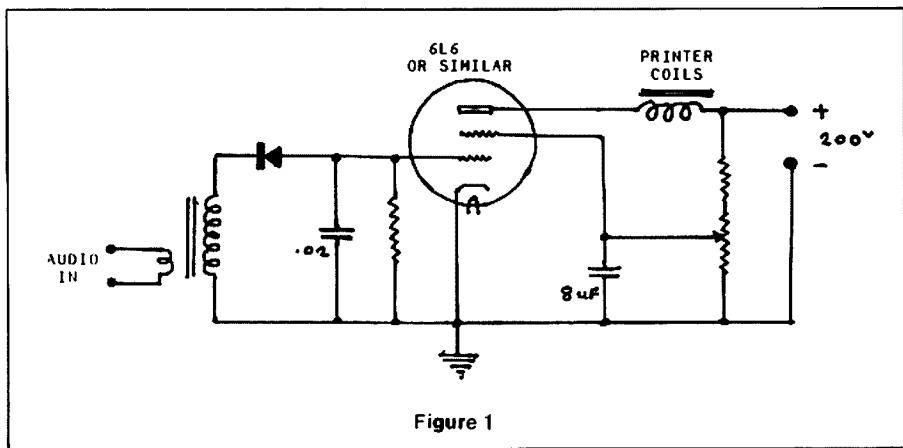 6L6
OR SIMILAR
PRINTER
COILS
+
200v
-
AUDIO
IN
.02
8uF
Figure 1